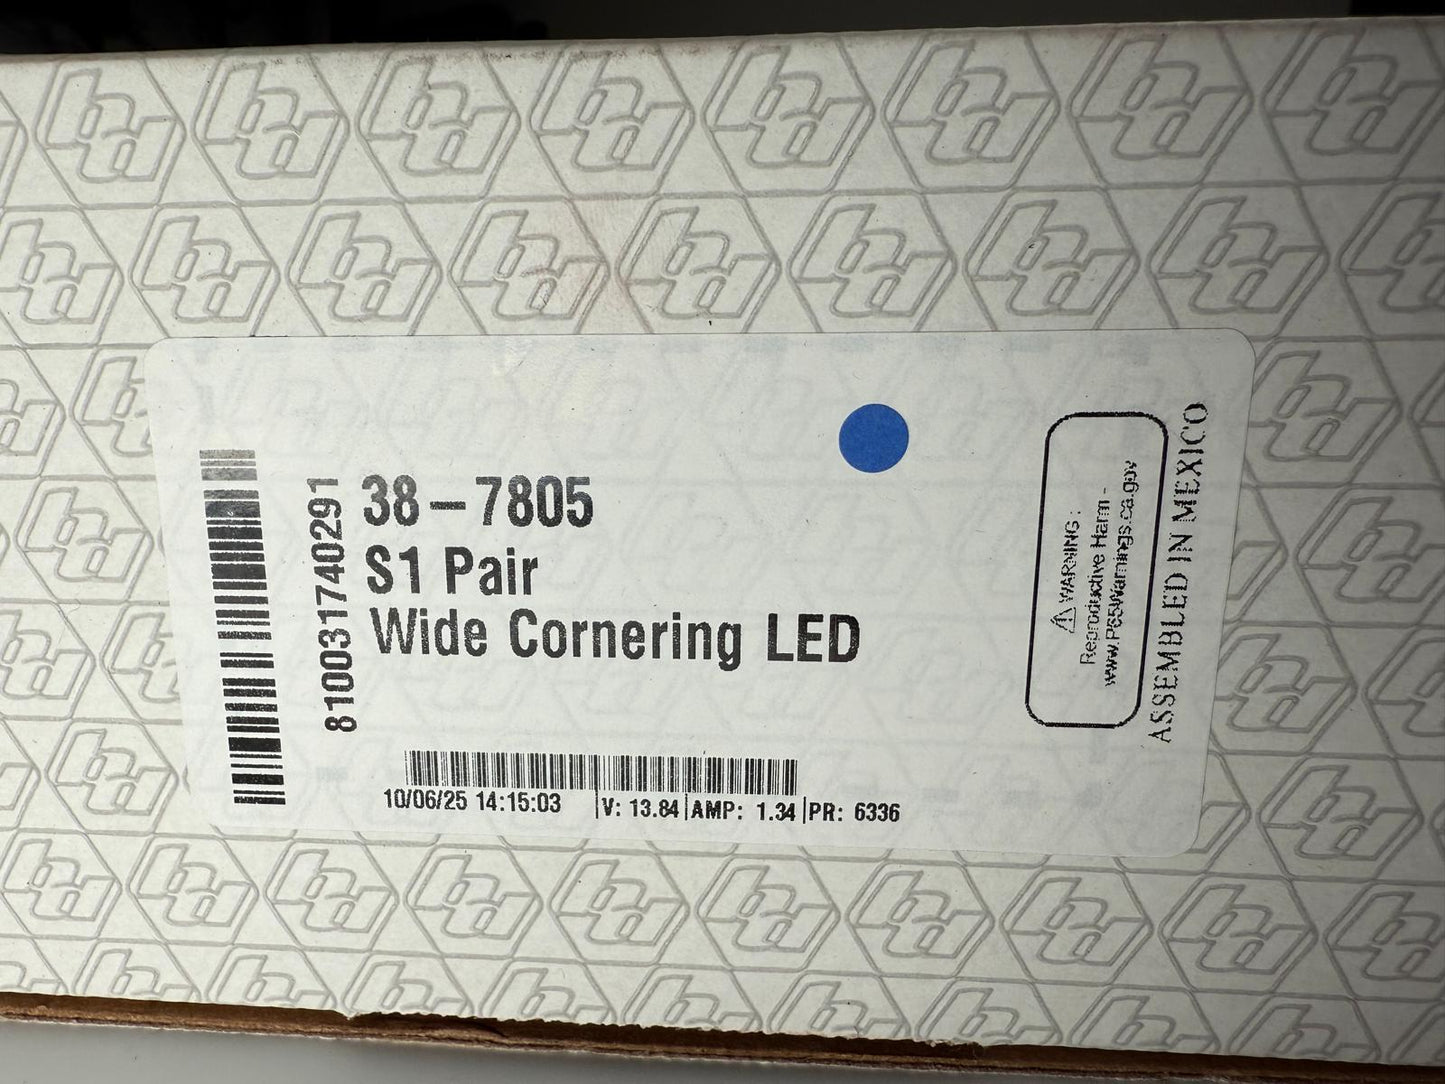 810031740291
38-7805
S1 Pair
Wide Cornering LED
10/06/25 14:15:03 |V: 13.84|AMP: 1.34|PR: 6336
⚠ WARNING:
Reproductive Harm -
www.P65Warnings.ca.gov
ASSEMBLED IN MEXICO